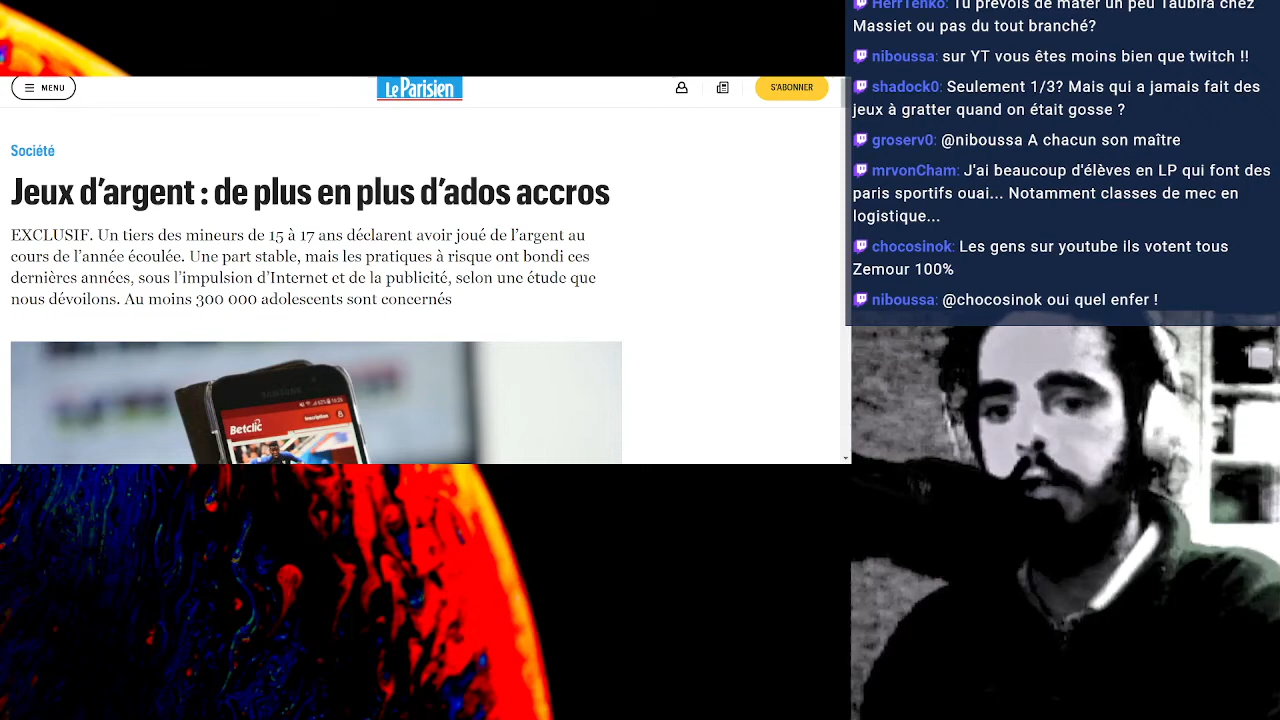 MENU
Le Parisien
S'ABONNER
Société
Jeux d'argent : de plus en plus d'ados accros
EXCLUSIF. Un tiers des mineurs de 15 à 17 ans déclarent avoir joué de l'argent au
cours de l'année écoulée. Une part stable, mais les pratiques à risque ont bondi ces
dernières années, sous l'impulsion d'Internet et de la publicité, selon une étude que
nous dévoilons. Au moins 300 000 adolescents sont concernés
SAMSUNG
Betclic
Inscription
HerrTenko: Tu prévois de mater un peu Taubira chez
Massiet ou pas du tout branché?
niboussa: sur YT vous êtes moins bien que twitch !!
shadock0: Seulement 1/3? Mais qui a jamais fait des
jeux à gratter quand on était gosse ?
groserv0: @niboussa A chacun son maître
mrvonCham: J'ai beaucoup d'élèves en LP qui font des
paris sportifs ouai... Notamment classes de mec en
logistique...
chocosinok: Les gens sur youtube ils votent tous
Zemour 100%
niboussa: @chocosinok oui quel enfer !